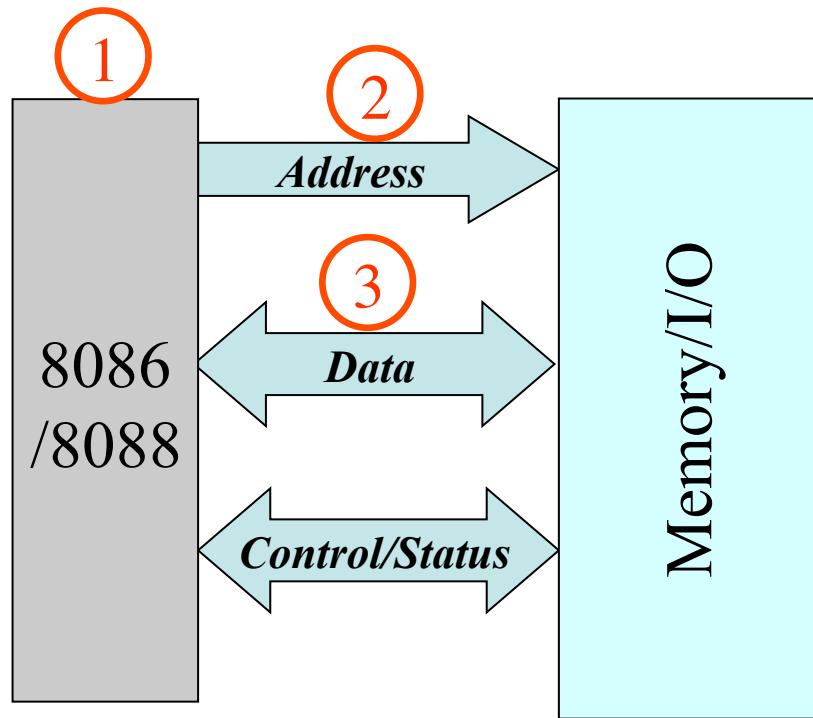 1
2
Address
3
Data
8086
/8088
Control/Status
Memory/I/O